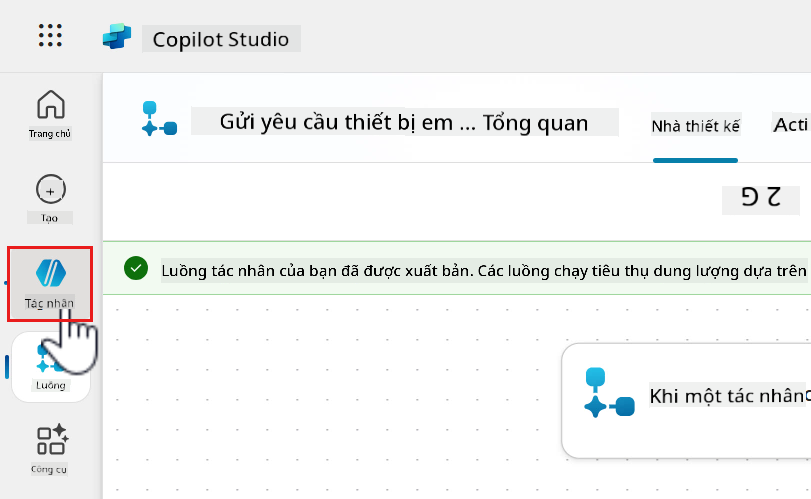 Copilot Studio
Trang chủ
Tạo
Tác nhân
Luồng
Công cụ
Gửi yêu cầu thiết bị em ... Tổng quan
Nhà thiết kế
Acti
2 G
Luồng tác nhân của bạn đã được xuất bản. Các luồng chạy tiêu thụ dung lượng dựa trên
Khi một tác nhân